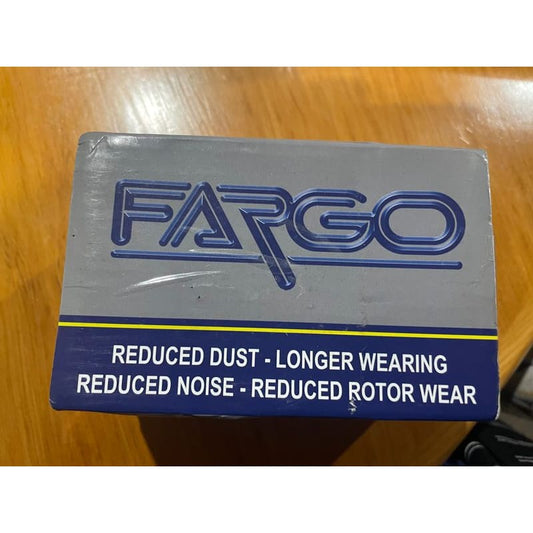 FARGO
REDUCED DUST - LONGER WEARING
REDUCED NOISE - REDUCED ROTOR WEAR